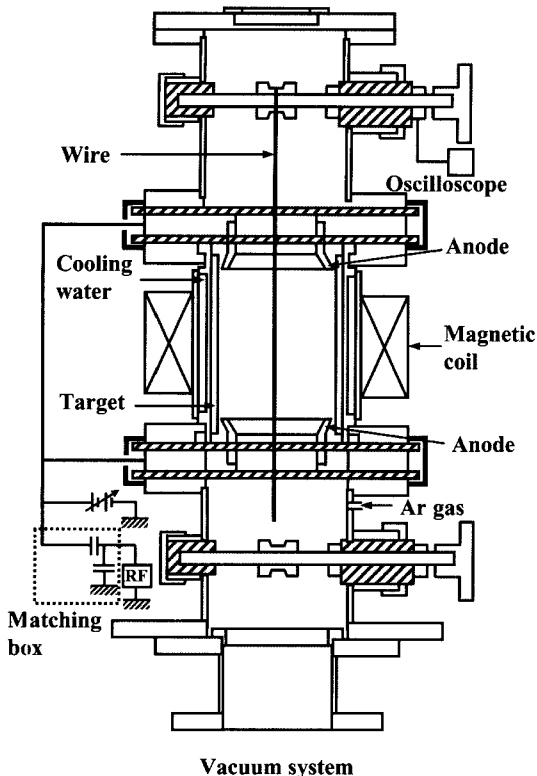 Wire
Oscilloscope
Anode
Cooling
water
Magnetic
coil
Target
Anode
Ar gas
RF
Matching
box
Vacuum system